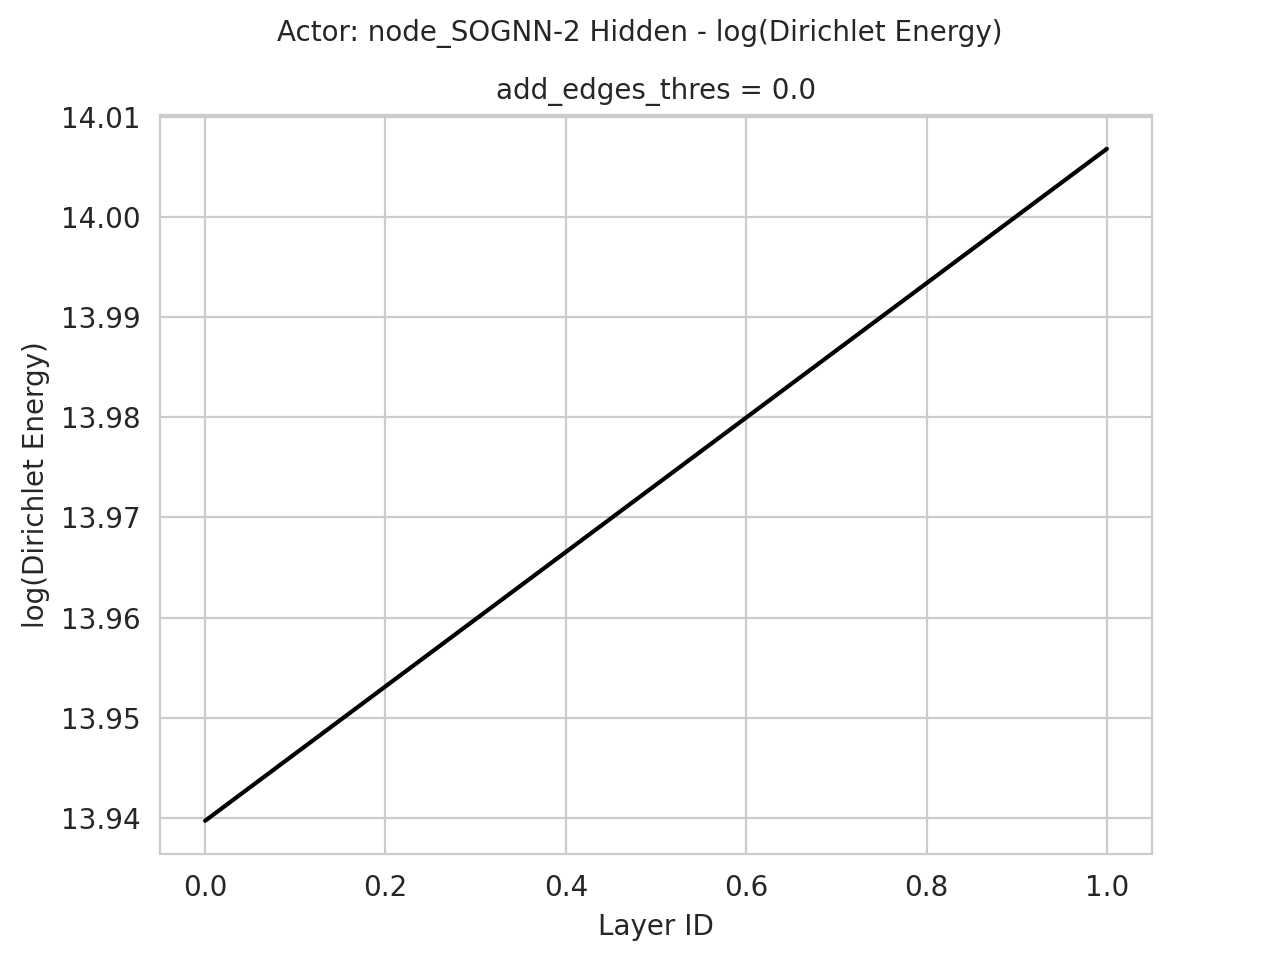 Actor: node_SOGNN-2 Hidden - log(Dirichlet Energy)
add_edges_thres = 0.0
14.01
14.00
13.99
13.98
13.97
13.96
13.95
13.94
log(Dirichlet Energy)
0.0 0.2 0.4 0.6 0.8 1.0
Layer ID